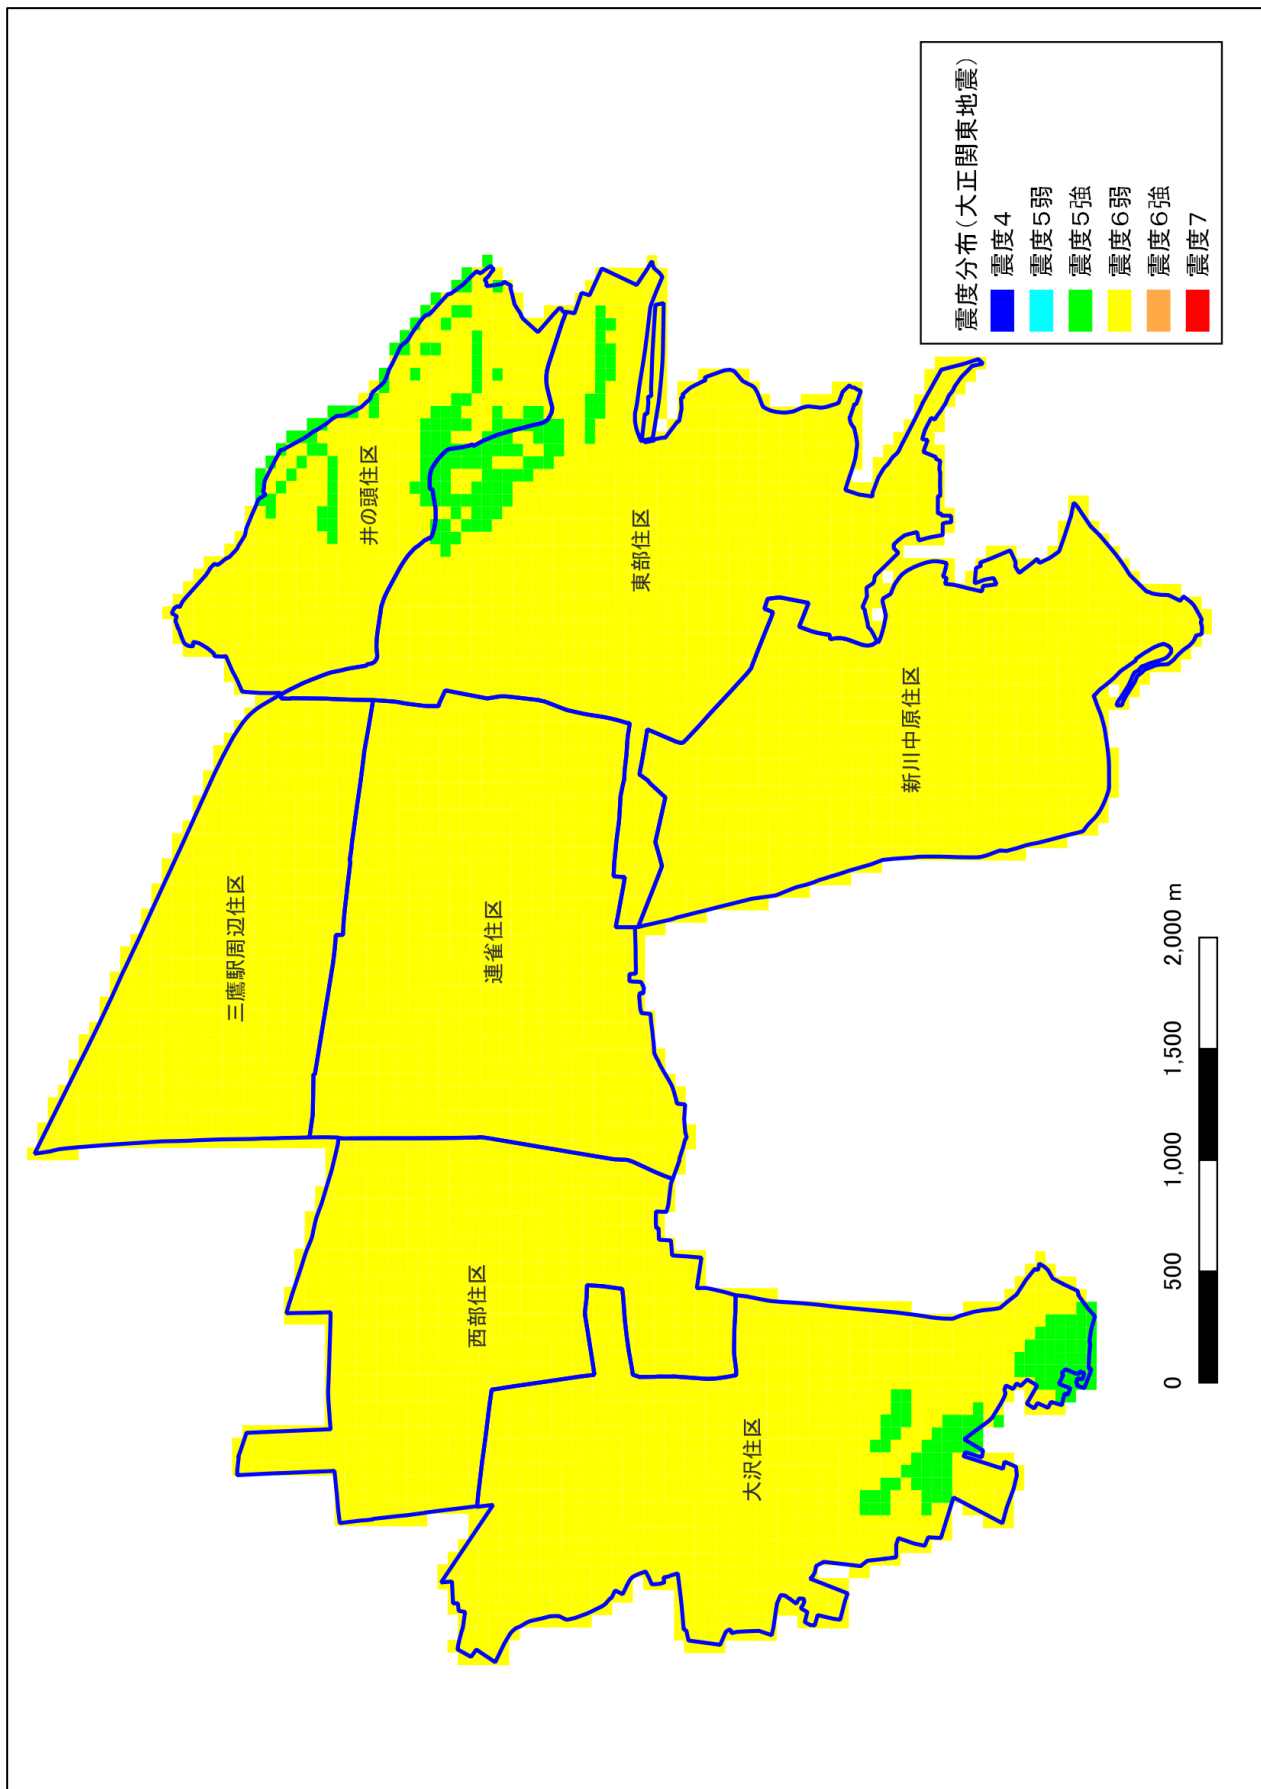 三鷹駅周辺住区
井の頭住区
連雀住区
西部住区
東部住区
大沢住区
新川中原住区
震度分布(大正関東地震)
震度4
震度5弱
震度5強
震度6弱
震度6強
震度7
0 500 1,000 1,500 2,000 m